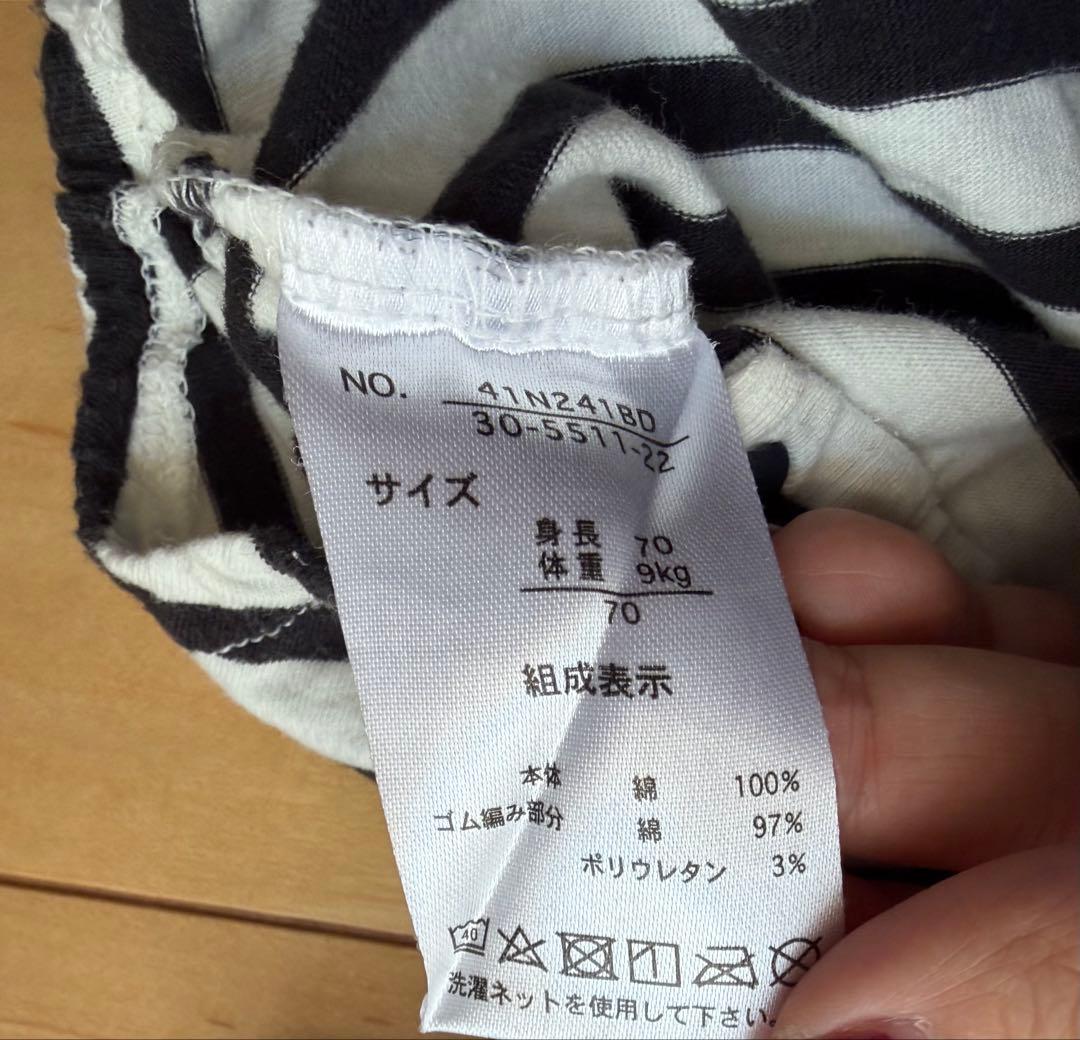 NO. 41N241BD
30-5511-22
サイズ
身長 70
体重 9kg
70
組成表示
本体 綿 100%
ゴム編み部分 綿 97%
ポリウレタン 3%
40
洗濯ネットを使用して下さい。